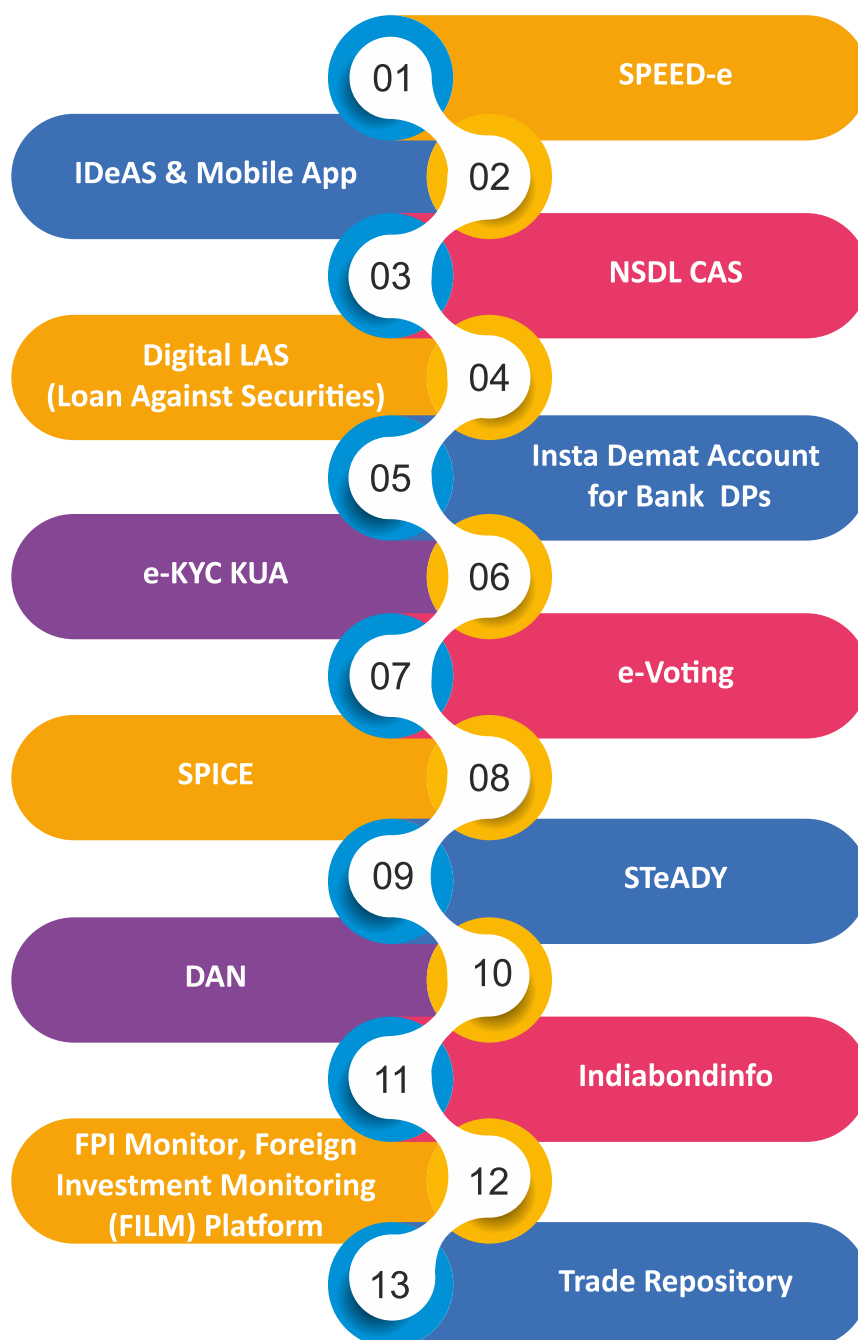 01
SPEED-e
IDeAS & Mobile App
02
03
NSDL CAS
Digital LAS
(Loan Against Securities)
04
05
Insta Demat Account
for Bank DPs
e-KYC KUA
06
07
e-Voting
SPICE
08
09
STeADY
DAN
10
11
Indiabondinfo
FPI Monitor, Foreign
Investment Monitoring
(FILM) Platform
12
13
Trade Repository